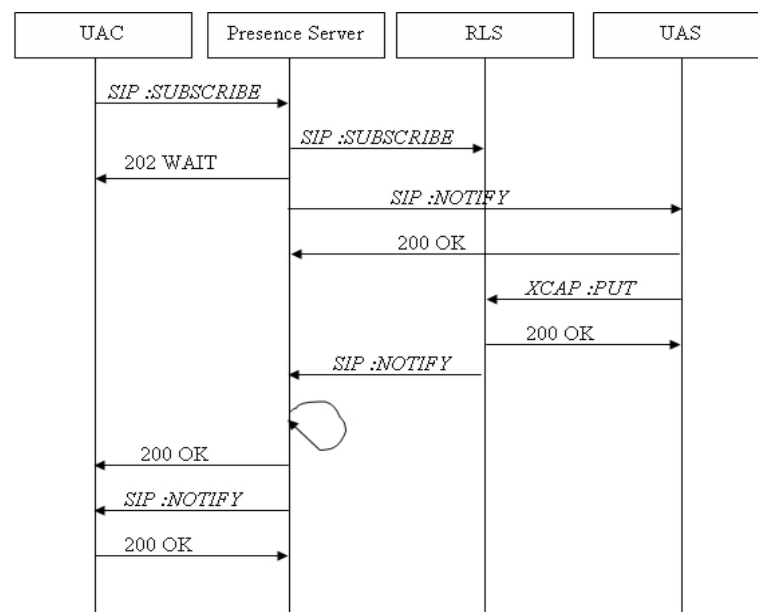 UAC
Presence Server
RLS
UAS
SIP :SUBSCRIBE
SIP :SUBSCRIBE
202 WAIT
SIP :NOTIFY
200 OK
XCAP :PUT
200 OK
SIP :NOTIFY
200 OK
SIP :NOTIFY
200 OK